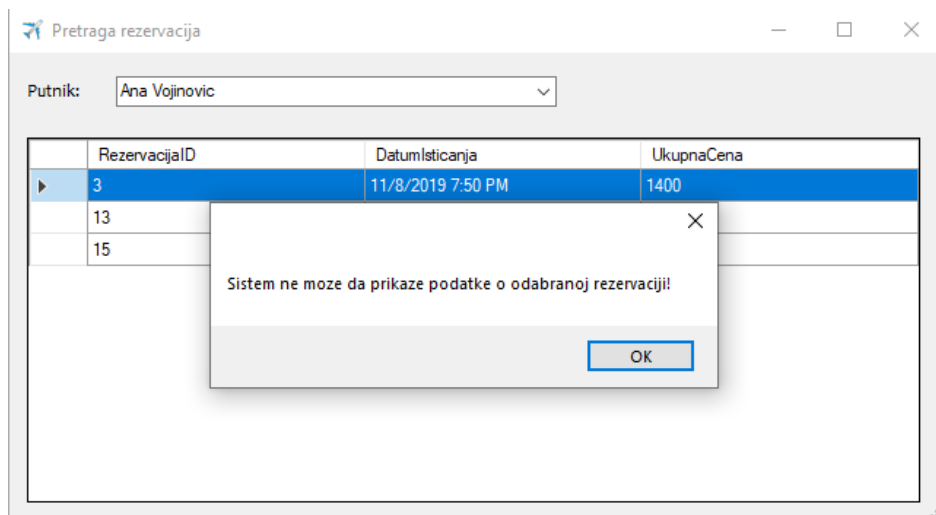 Pretraga rezervacija
Putnik: Ana Vojinovic
RezervacijaID DatumIsticanja UkupnaCena
3 11/8/2019 7:50 PM 1400
13
15
Sistem ne moze da prikaze podatke o odabranoj rezervaciji!
OK